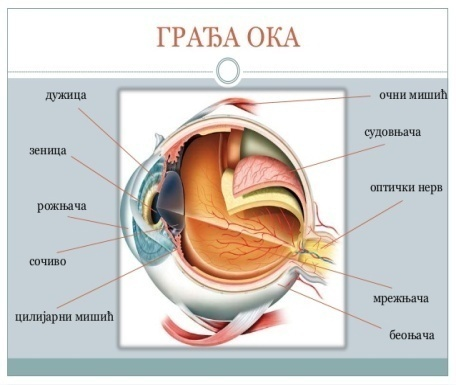 ГРАЂА ОКА
дужица
зеница
рожњача
сочиво
цилијарни мишић
очни мишић
судовњача
оптички нерв
мрежњача
беоњача